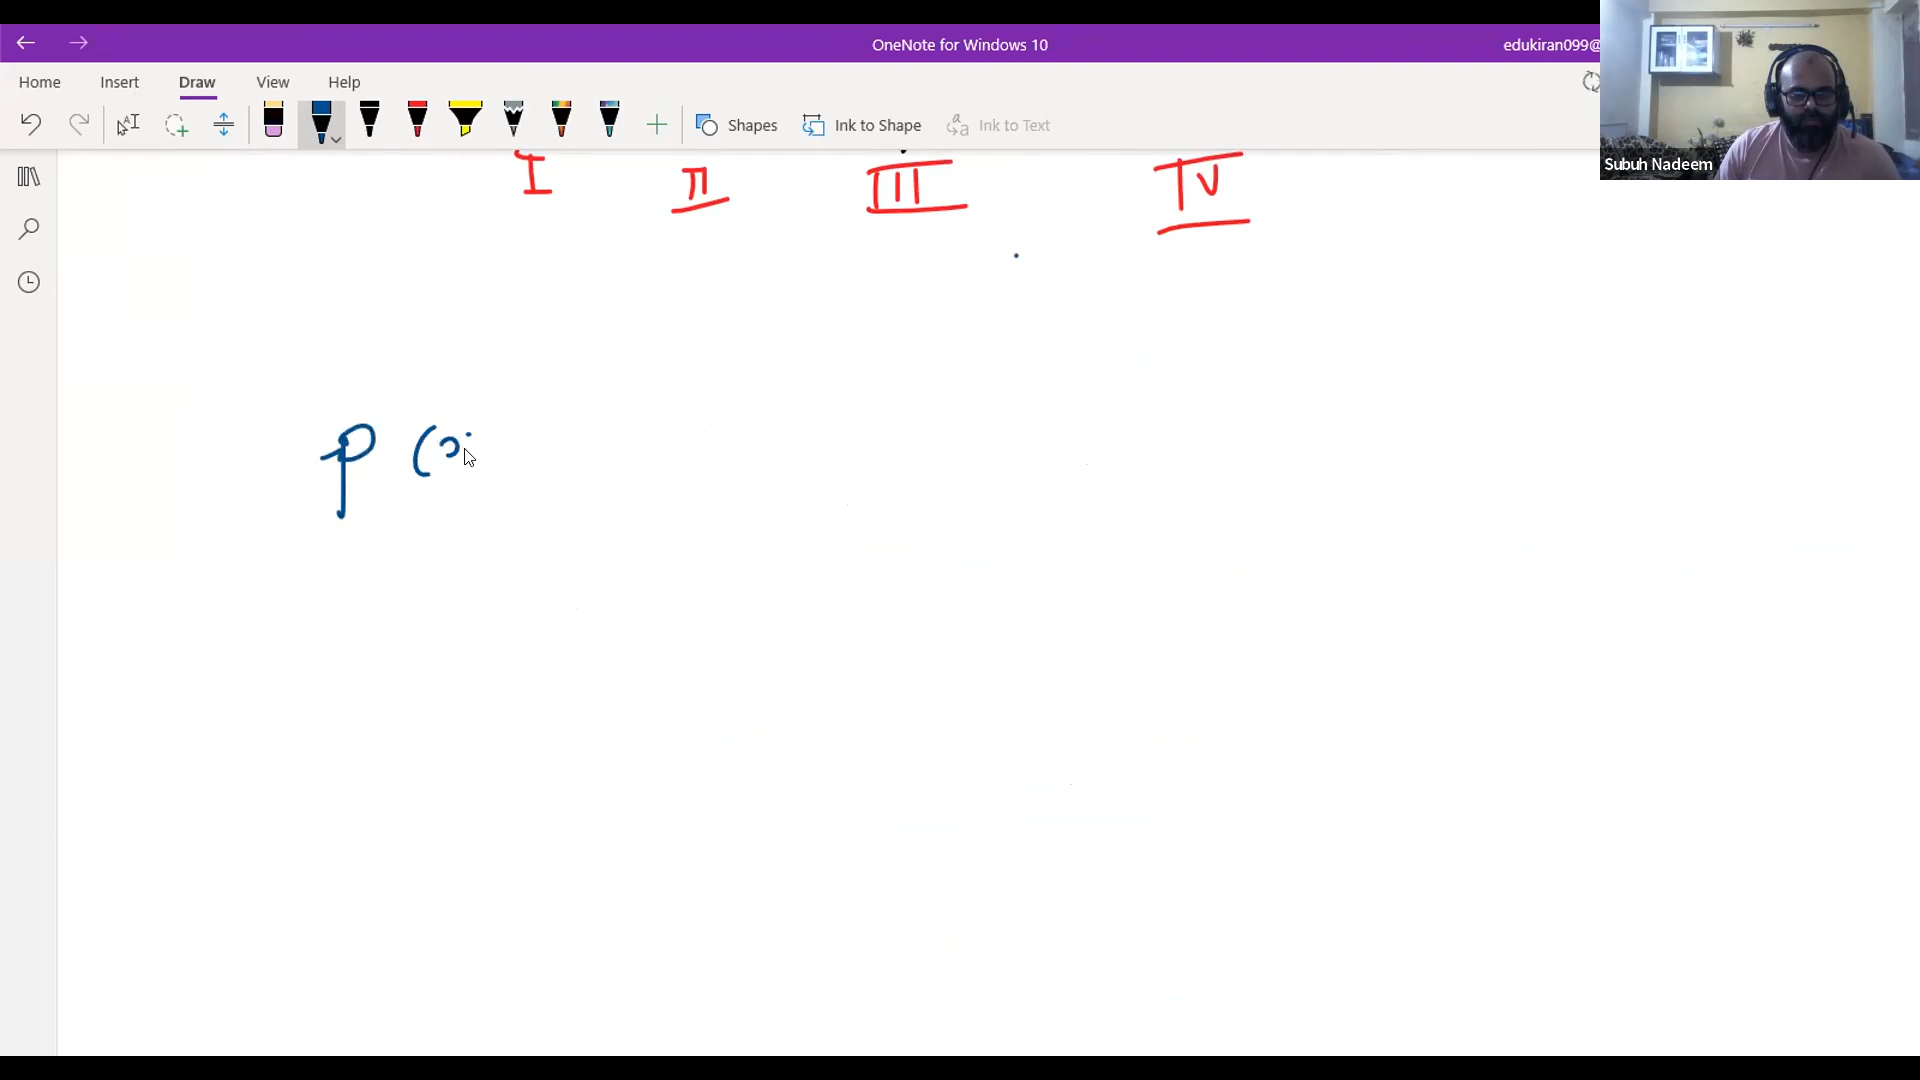 OneNote for Windows 10
edukiran099@
Home Insert Draw View Help
Shapes Ink to Shape Ink to Text
Subuh Nadeem
I II III IV
p (